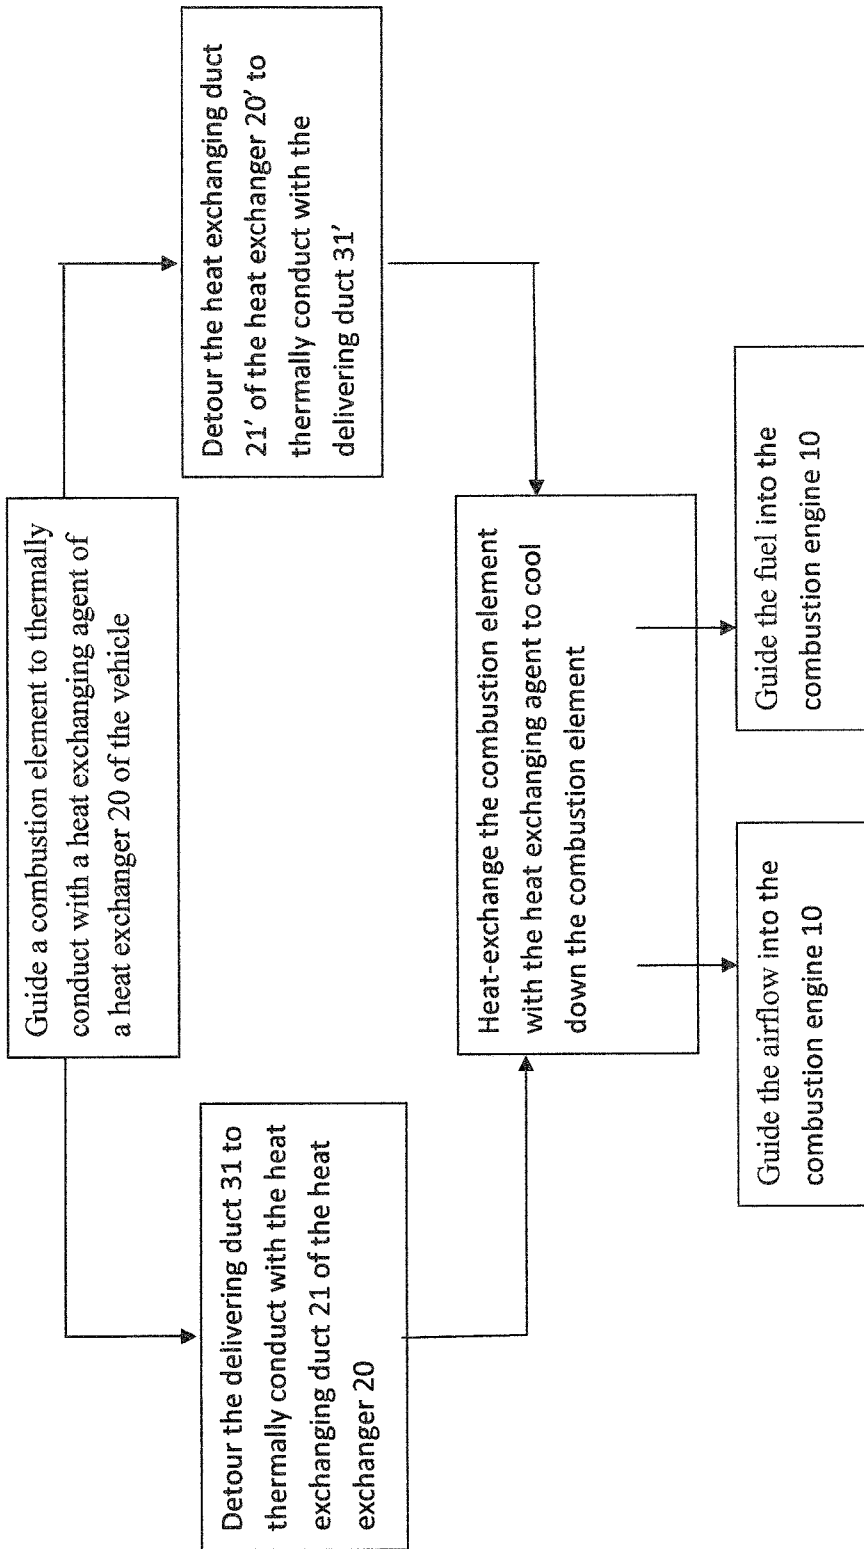 Guide a combustion element to thermally
conduct with a heat exchanging agent of
a heat exchanger 20 of the vehicle
Detour the delivering duct 31 to
thermally conduct with the heat
exchanging duct 21 of the heat
exchanger 20
Detour the heat exchanging duct
21′ of the heat exchanger 20′ to
thermally conduct with the
delivering duct 31′
Heat-exchange the combustion element
with the heat exchanging agent to cool
down the combustion element
Guide the airflow into the
combustion engine 10
Guide the fuel into the
combustion engine 10